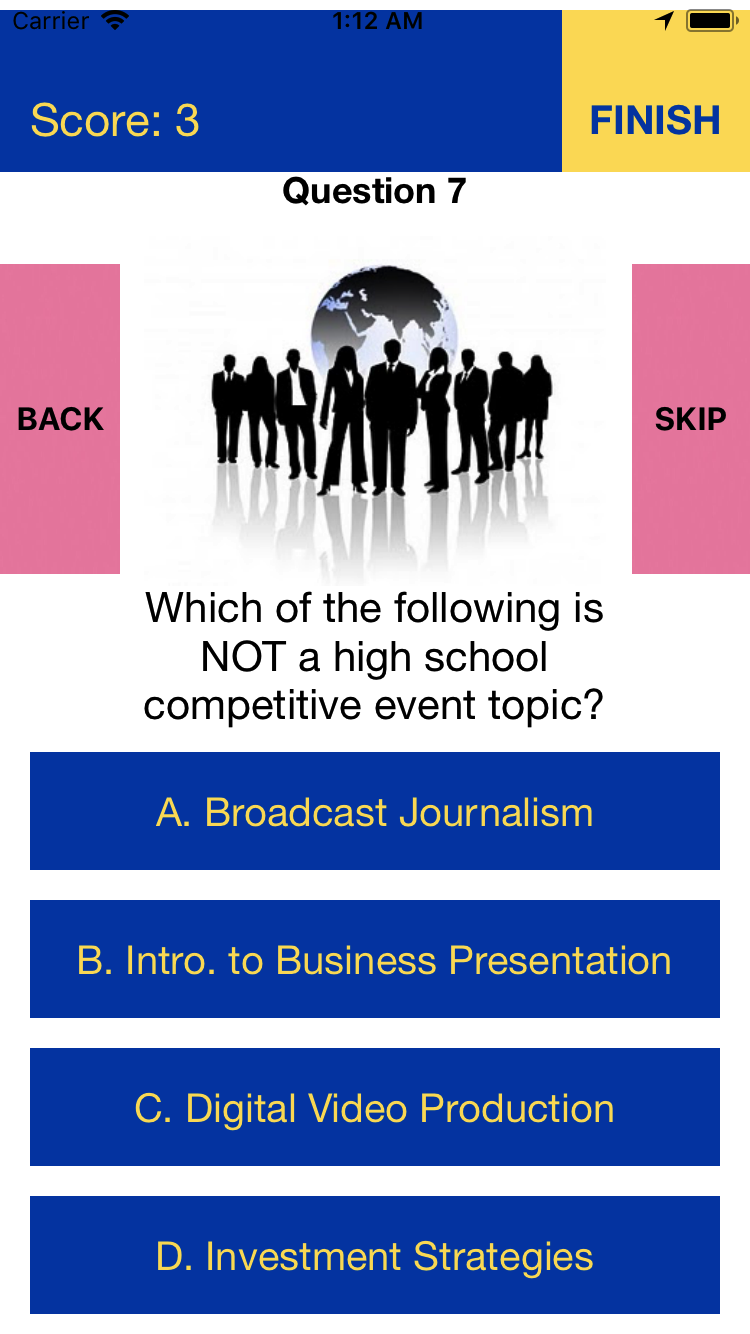 Carrier 1:12 AM
Score: 3
FINISH
Question 7
BACK
SKIP
Which of the following is
NOT a high school
competitive event topic?
A. Broadcast Journalism
B. Intro. to Business Presentation
C. Digital Video Production
D. Investment Strategies